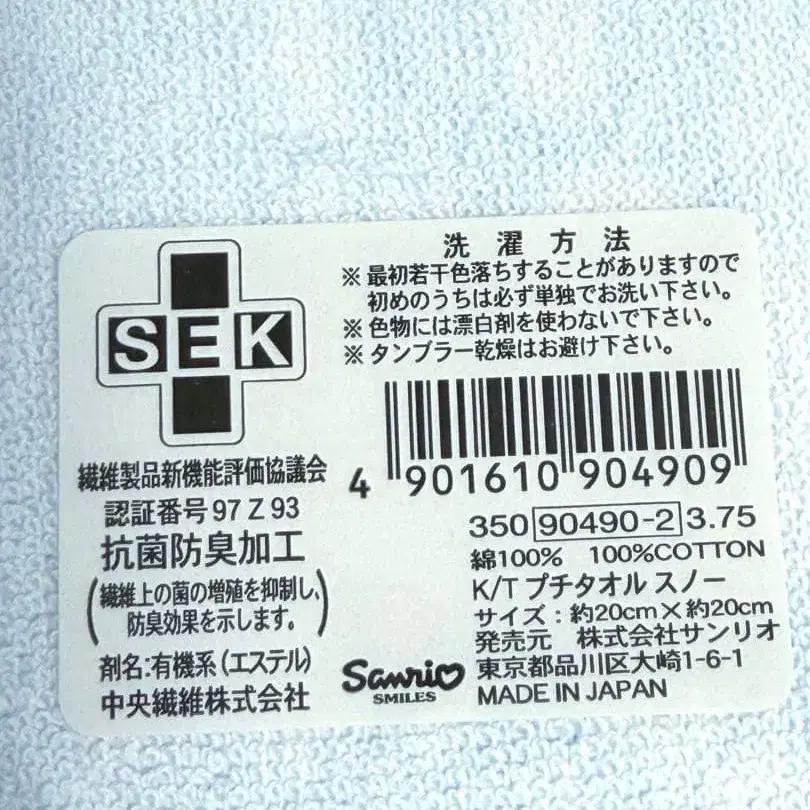 SEK
繊維製品新機能評価協議会
認証番号97Z93
抗菌防臭加工
(繊維上の菌の増殖を抑制し、
防臭効果を示します。)
剤名:有機系(エステル)
中央繊維株式会社
洗濯方法
※最初若干色落ちすることがありますので
初めのうちは必ず単独でお洗い下さい。
※色物には漂白剤を使わないで下さい。
※タンブラー乾燥はお避け下さい。
4 901610 904909
350 90490-2 3.75
綿100% 100%COTTON
K/Tプチタオル スノー
サイズ:約20cm×約20cm
発売元 株式会社サンリオ
東京都品川区大崎1-6-1
MADE IN JAPAN
Sanrio
SMILES